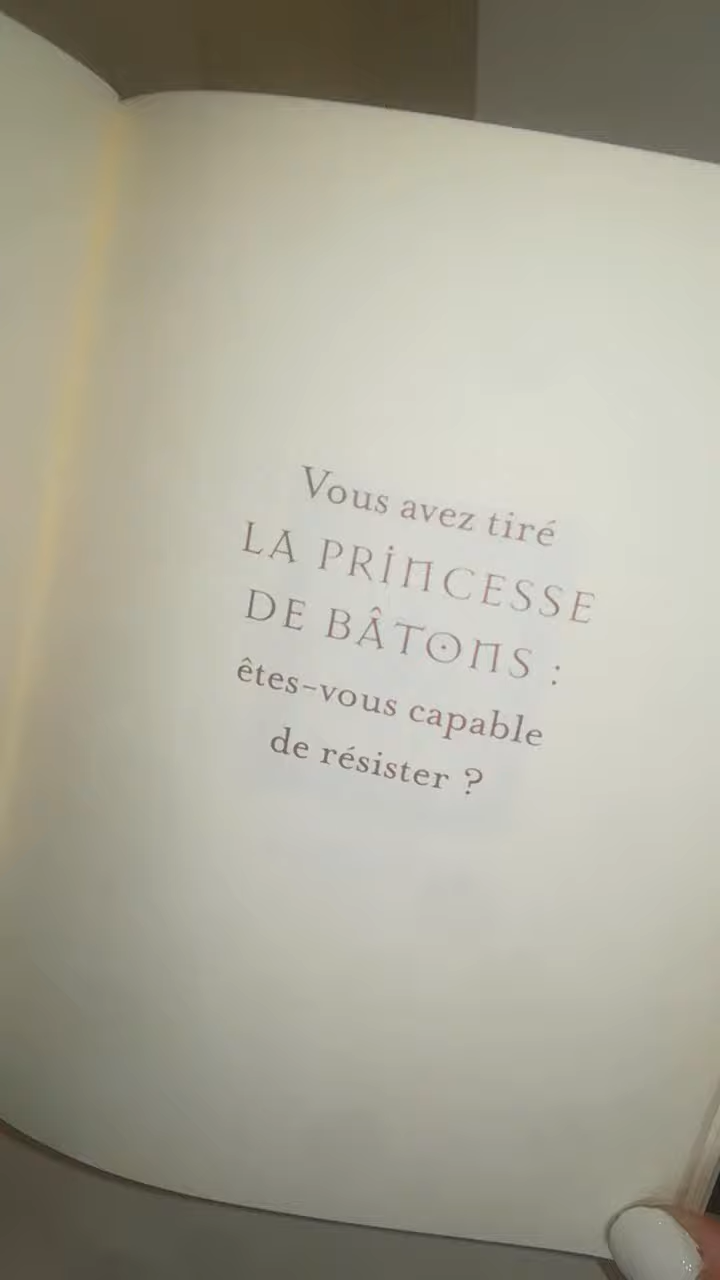 Vous avez tiré
LA PRINCESSE
DE BÂTONS :
êtes-vous capable
de résister ?